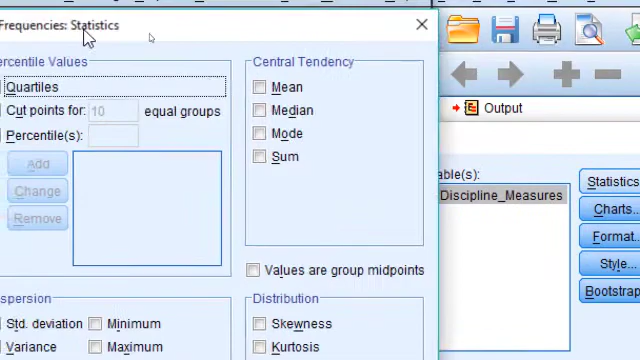 Frequencies: Statistics
ercentile Values
Quartiles
Cut points for: 10 equal groups
Percentile(s):
Add
Change
Remove
Central Tendency
Mean
Median
Mode
Sum
Values are group midpoints
spersion
Std. deviation
Minimum
Variance
Maximum
Distribution
Skewness
Kurtosis
Output
able(s):
Discipline_Measures
Statistics
Charts...
Format...
Style...
Bootstrap